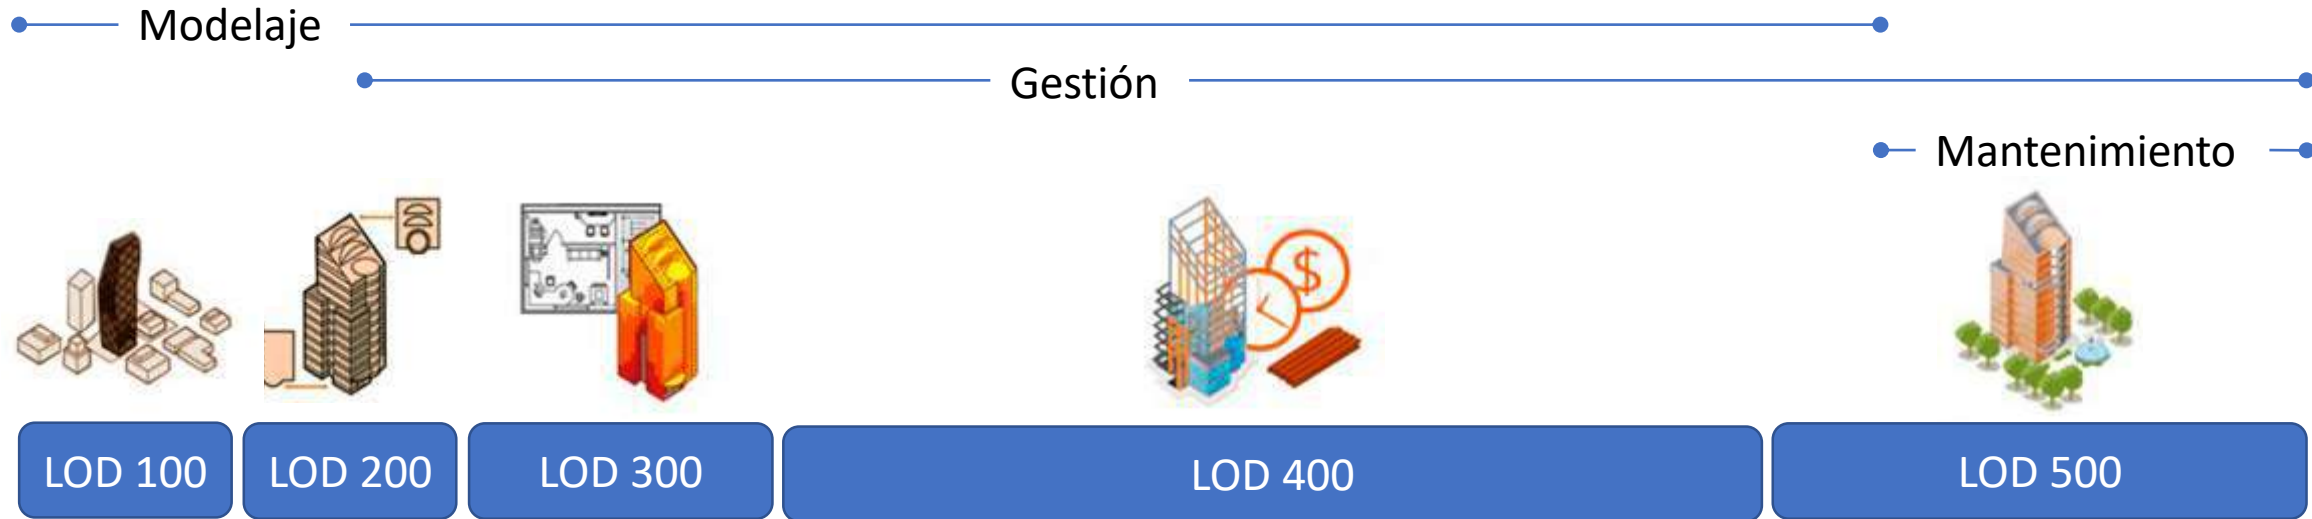 Modelaje
Gestión
Mantenimiento
$
LOD 100
LOD 200
LOD 300
LOD 400
LOD 500